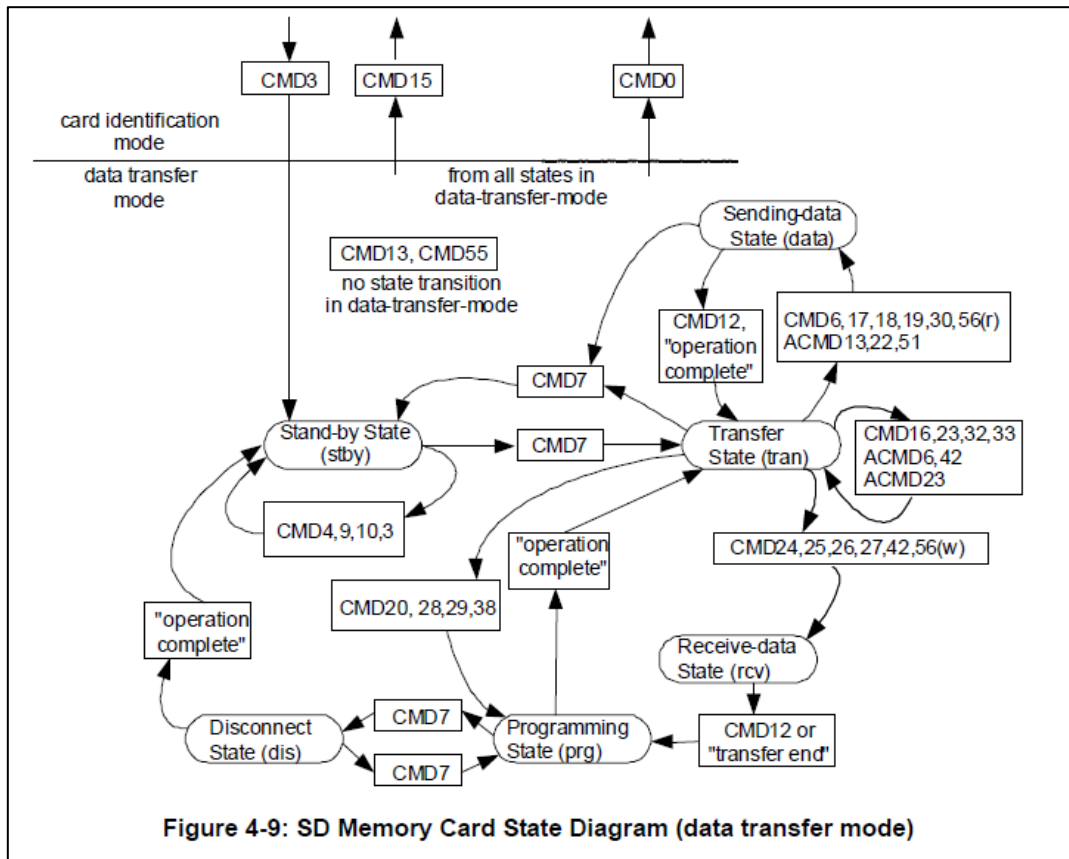 CMD3
CMD15
CMD0
card identification
mode
data transfer
mode
from all states in
data-transfer-mode
Sending-data
State (data)
CMD13, CMD55
no state transition
in data-transfer-mode
CMD12,
"operation
complete"
CMD6,17,18,19,30,56(r)
ACMD13,22,51
CMD7
Stand-by State
(stby)
CMD7
Transfer
State (tran)
CMD16,23,32,33
ACMD6,42
ACMD23
CMD4,9,10,3
"operation
complete"
CMD24,25,26,27,42,56(w)
CMD20, 28,29,38
"operation
complete"
Receive-data
State (rcv)
Disconnect
State (dis)
CMD7
CMD7
Programming
State (prg)
CMD12 or
"transfer end"
Figure 4-9: SD Memory Card State Diagram (data transfer mode)